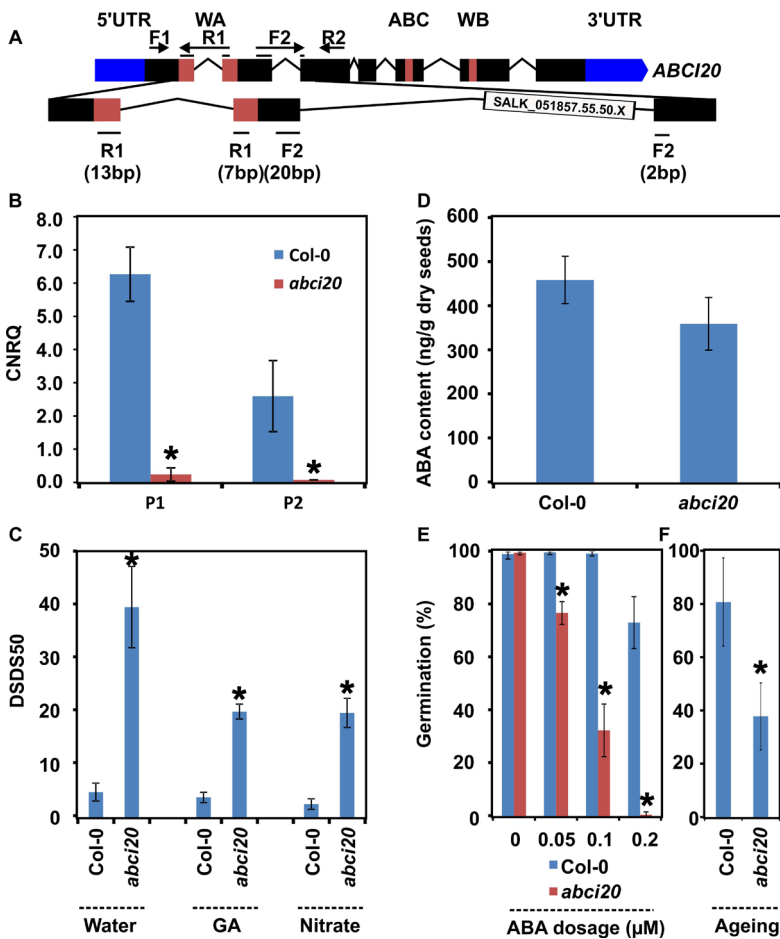 5'UTR WA ABC WB 3'UTR
A
F1 R1 F2 R2
ABCI20
SALK_051857.55.50.X
R1 R1 F2 F2
(13bp) (7bp)(20bp) (2bp)
B
CNRQ
8.0
7.0
6.0
5.0
4.0
3.0
2.0
1.0
0.0
Col-0
abci20
*
*
P1 P2
D
ABA content (ng/g dry seeds)
600
500
400
300
200
100
0
Col-0 abci20
C
DSDS50
50
40
30
20
10
0
*
*
*
Col-0 abci20 Col-0 abci20 Col-0 abci20
Water GA Nitrate
E
Germination (%)
100
80
60
40
20
0
*
*
*
0 0.05 0.1 0.2
Col-0
abci20
ABA dosage (µM)
F
100
80
60
40
20
0
*
Col-0 abci20
Ageing